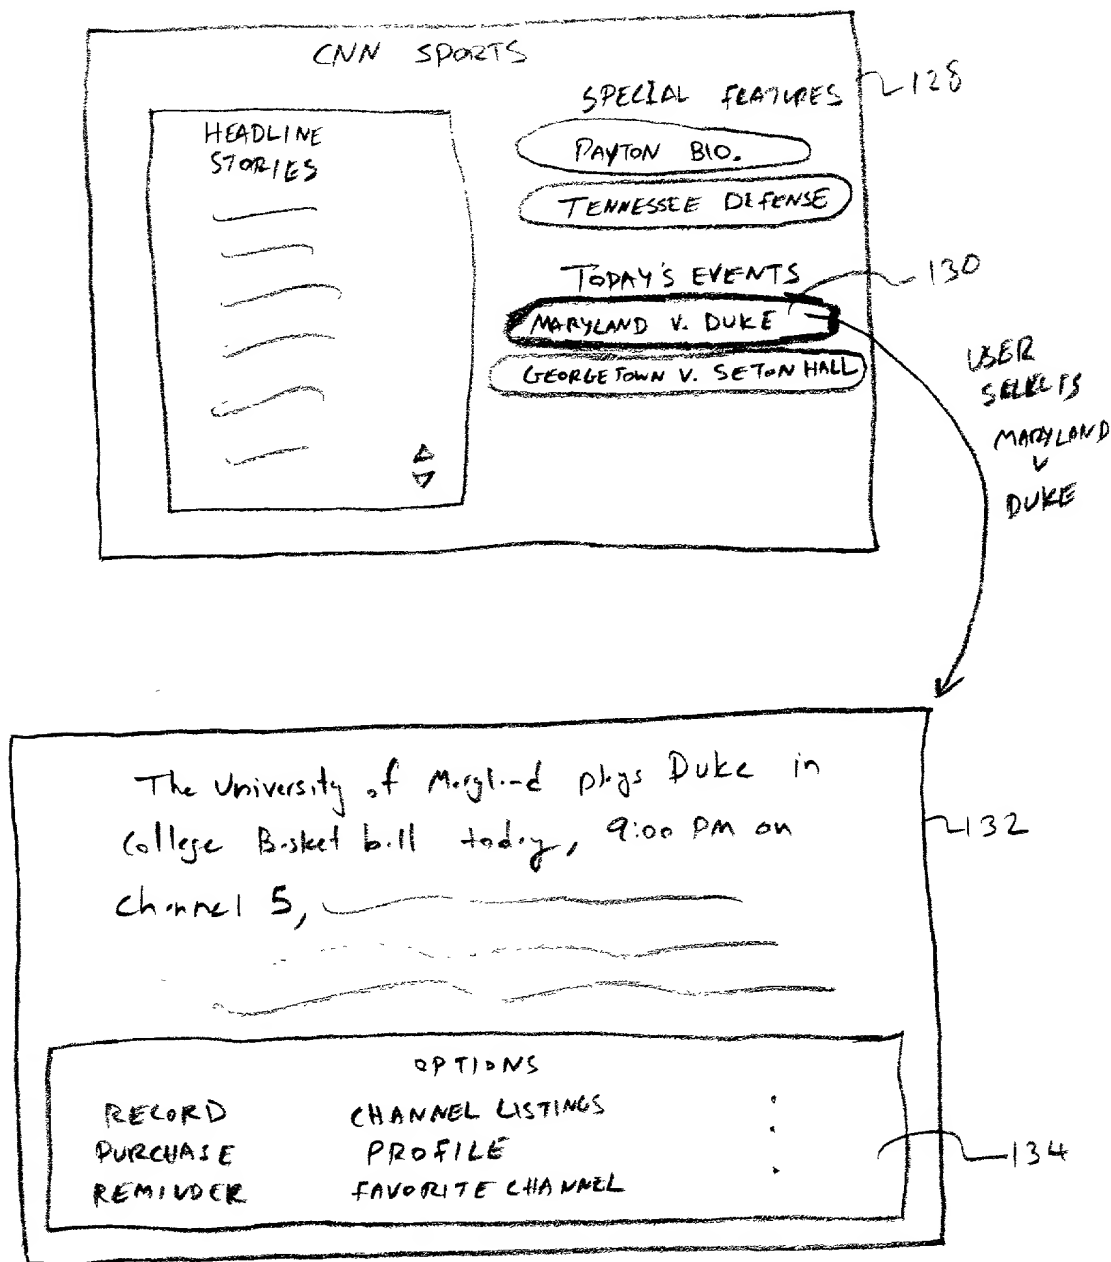 CNN SPORTS
128
SPECIAL FEATURES
HEADLINE
STORIES
PAYTON BIO.
TENNESSEE DEFENSE
TODAY'S EVENTS
130
MARYLAND V. DUKE
GEORGETOWN V. SETON HALL
USER
SELECTS
MARYLAND
V
DUKE
The University of Maryland plays Duke in
College Basketball today, 9:00 PM on
132
Channel 5,
OPTIONS
RECORD CHANNEL LISTINGS
PURCHASE PROFILE
134
REMINDER FAVORITE CHANNEL